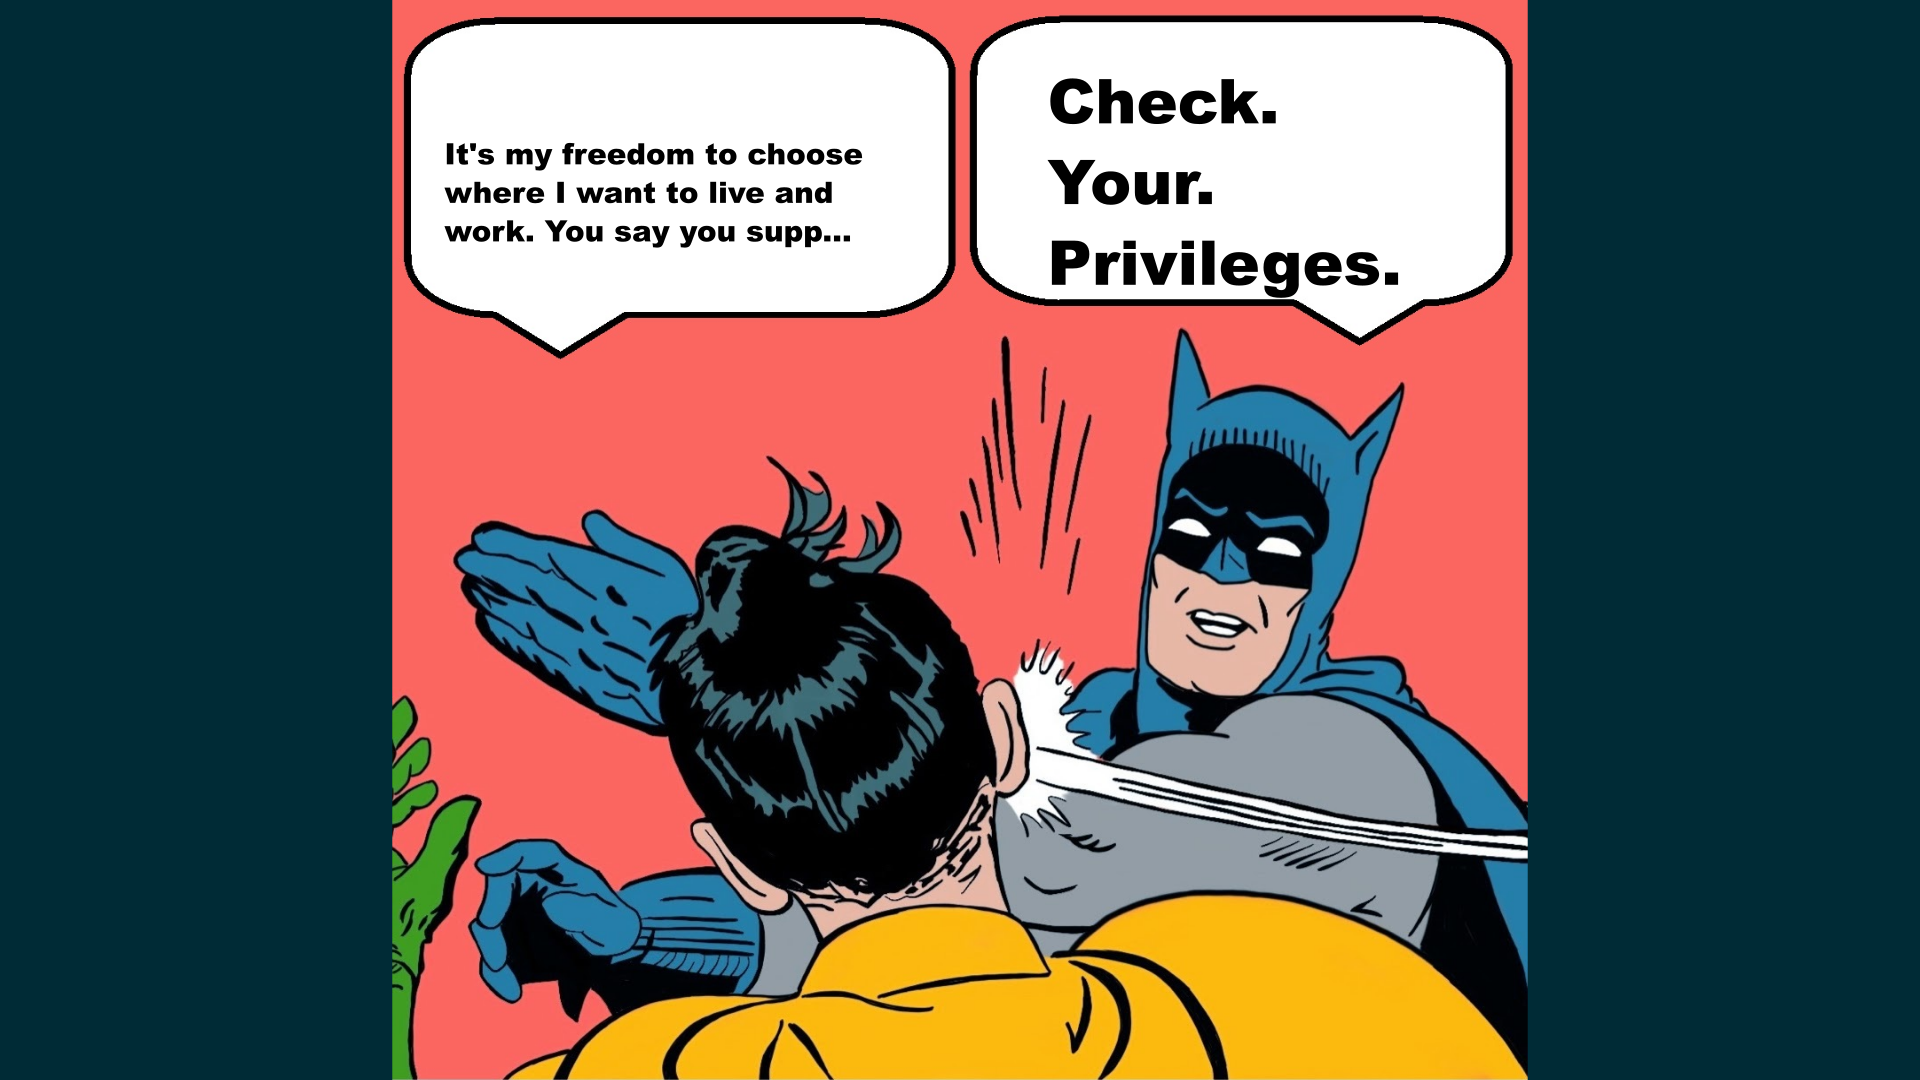 It's my freedom to choose
where I want to live and
work. You say you supp...
Check.
Your.
Privileges.